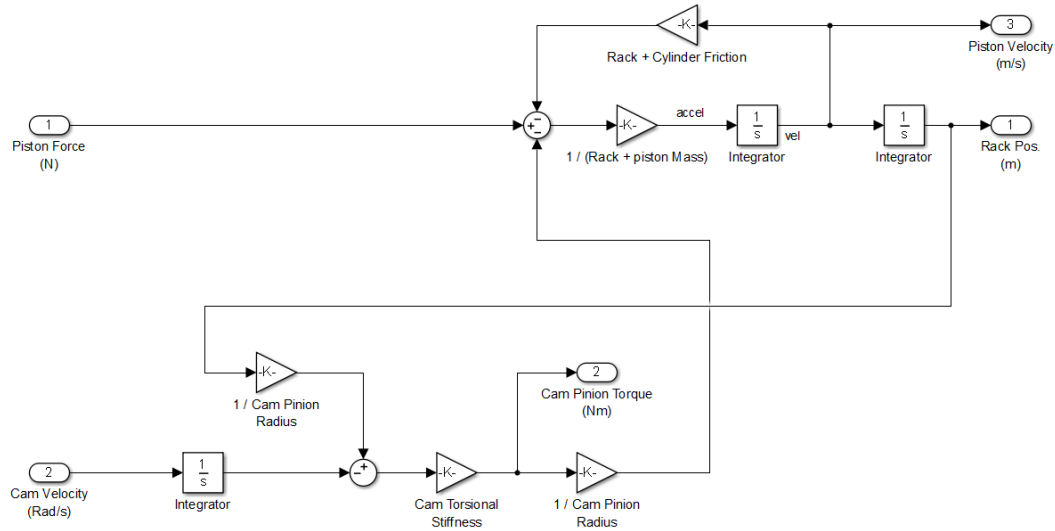 -K-
3
Rack + Cylinder Friction
Piston Velocity
(m/s)
1
Piston Force
(N)
+
−
−
-K-
1 / (Rack + piston Mass)
accel
1
s
Integrator
vel
1
s
Integrator
1
Rack Pos.
(m)
-K-
1 / Cam Pinion
Radius
2
Cam Pinion Torque
(Nm)
2
Cam Velocity
(Rad/s)
1
s
Integrator
−
+
-K-
Cam Torsional
Stiffness
-K-
1 / Cam Pinion
Radius